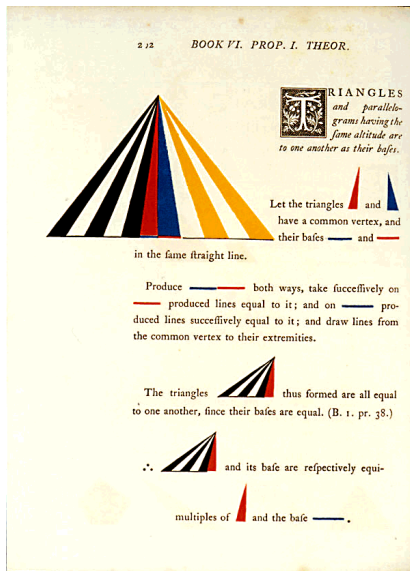 2 ɔ2 BOOK VI. PROP. I. THEOR.
TRIANGLES
and parallelo-
grams having the
ſame altitude are
to one another as their baſes.
Let the triangles and
have a common vertex, and
their baſes and
in the ſame ſtraight line.
Produce both ways, take ſucceſſively on
produced lines equal to it; and on pro-
duced lines ſucceſſively equal to it; and draw lines from
the common vertex to their extremities.
The triangles thus formed are all equal
to one another, ſince their baſes are equal. (B. 1. pr. 38.)
∴ and its baſe are reſpectively equi-
multiples of and the baſe .